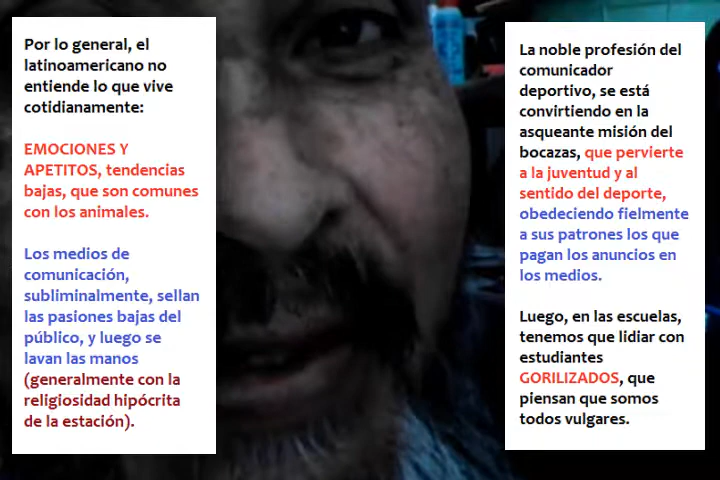 Por lo general, el
latinoamericano no
entiende lo que vive
cotidianamente:
EMOCIONES Y
APETITOS, tendencias
bajas, que son comunes
con los animales.
Los medios de
comunicación,
subliminalmente, sellan
las pasiones bajas del
público, y luego se
lavan las manos
(generalmente con la
religiosidad hipócrita
de la estación).
La noble profesión del
comunicador
deportivo, se está
convirtiendo en la
asqueante misión del
bocazas, que pervierte
a la juventud y al
sentido del deporte,
obedeciendo fielmente
a sus patrones los que
pagan los anuncios en
los medios.
Luego, en las escuelas,
tenemos que lidiar con
estudiantes
GORILIZADOS, que
piensan que somos
todos vulgares.